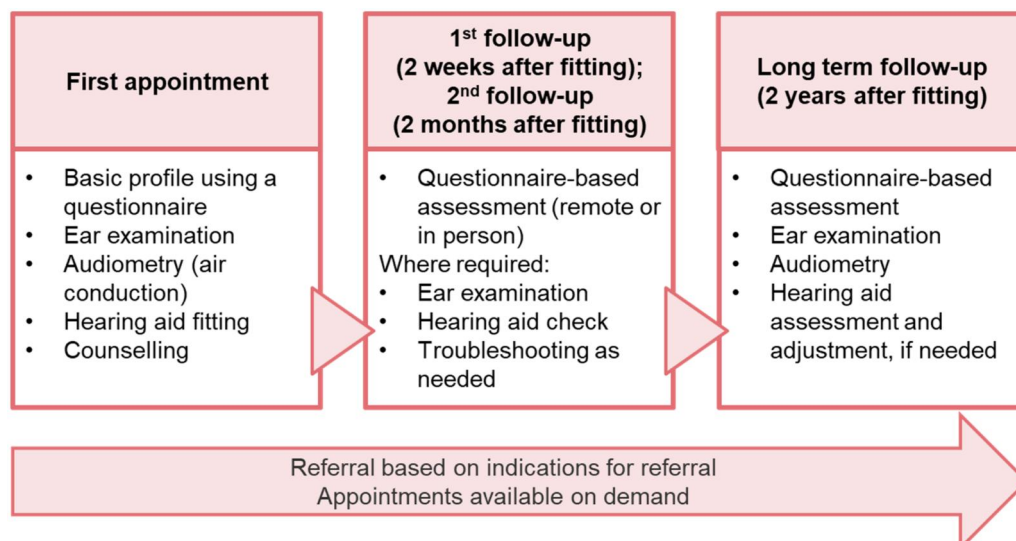 First appointment
• Basic profile using a
questionnaire
• Ear examination
• Audiometry (air
conduction)
• Hearing aid fitting
• Counselling
1st follow-up
(2 weeks after fitting);
2nd follow-up
(2 months after fitting)
• Questionnaire-based
assessment (remote or
in person)
Where required:
• Ear examination
• Hearing aid check
• Troubleshooting as
needed
Long term follow-up
(2 years after fitting)
• Questionnaire-based
assessment
• Ear examination
• Audiometry
• Hearing aid
assessment and
adjustment, if needed
Referral based on indications for referral
Appointments available on demand